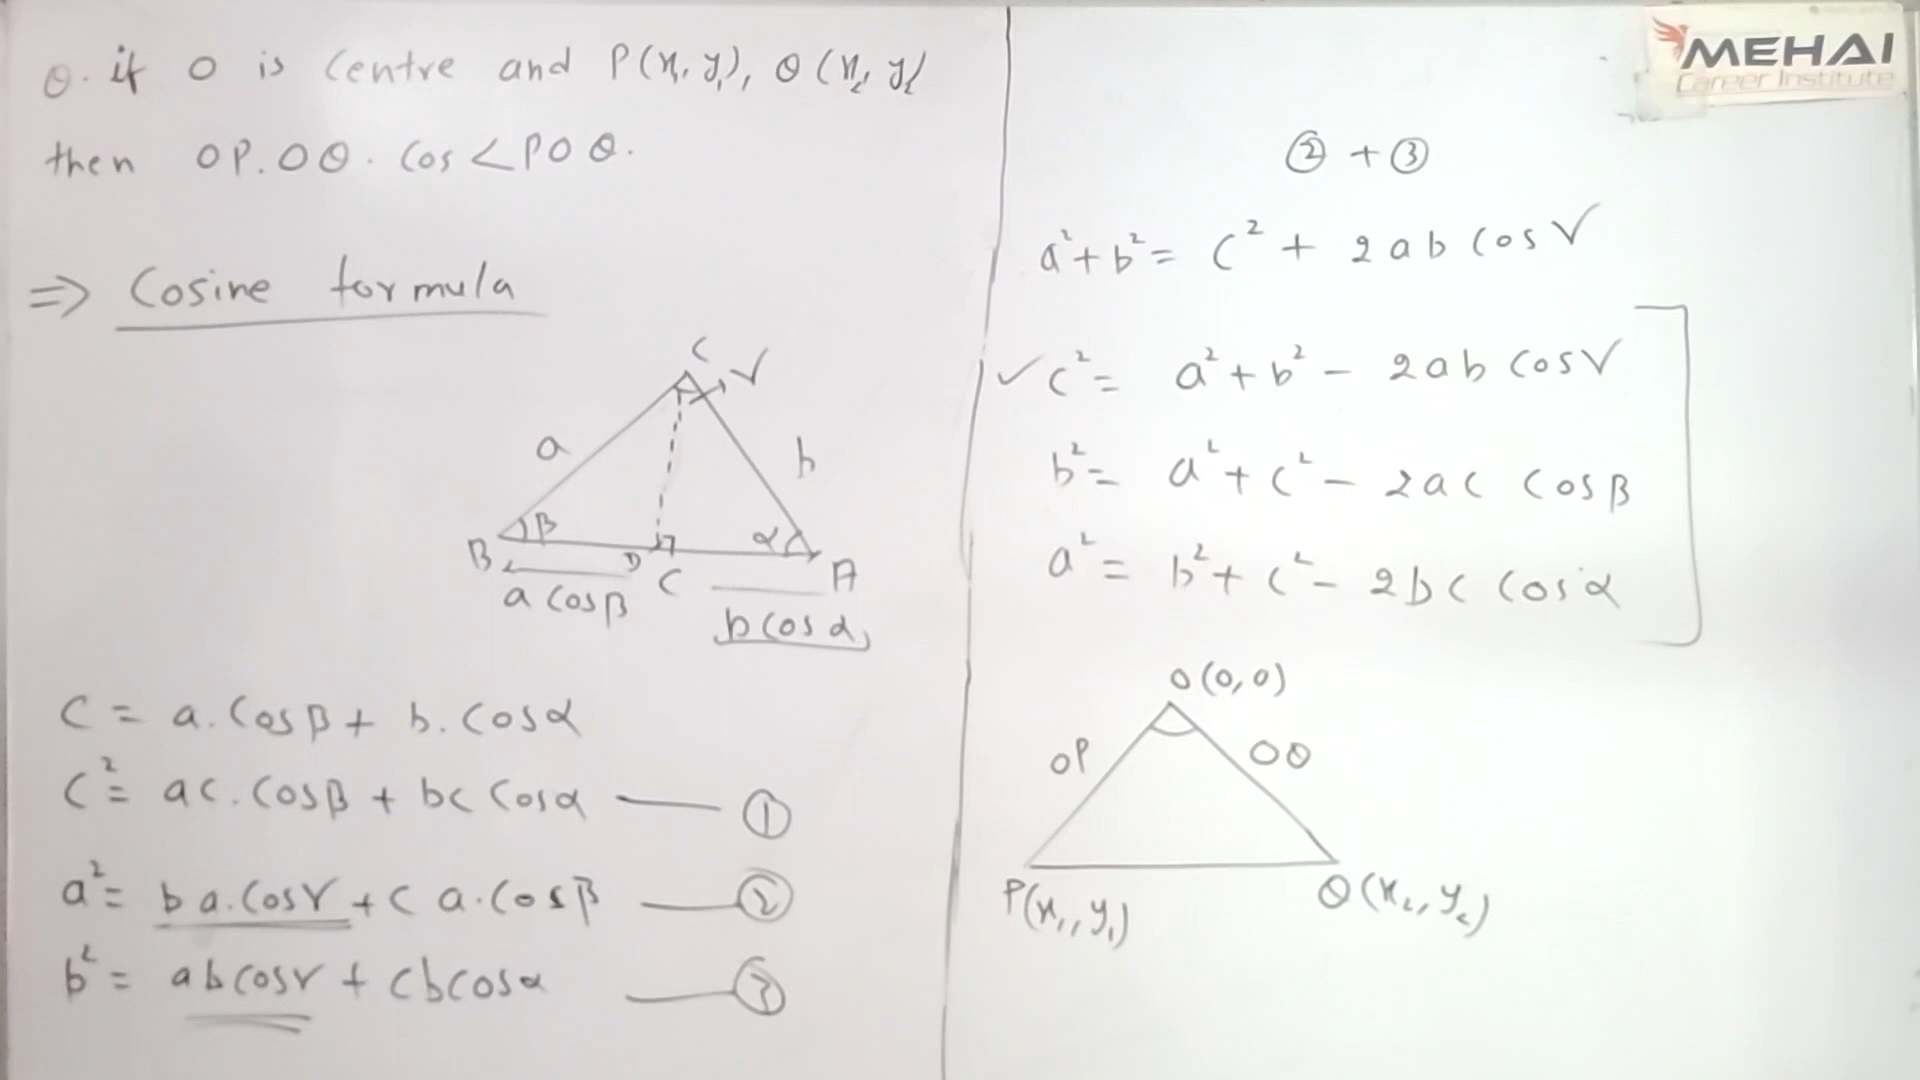 Q. if O is centre and P(x₁, y₁), Q(x₂, y₂
then OP.OQ. Cos <POQ.
⇒ Cosine formula
C γ
a b
B β D C α A
a cosβ b cosα
C = a. Cosβ + b. Cosα
C² = ac. Cosβ + bc Cosα — ①
a² = b a. Cosγ + c a. Cosβ — ②
b² = ab cosγ + cb cosα — ③
MEHAI
Career Institute
② + ③
a² + b² = C² + 2ab Cosγ
✓ C² = a² + b² - 2ab Cosγ
b² = a² + c² - 2ac Cosβ
a² = b² + c² - 2bc Cosα
O(0,0)
OP OQ
P(x₁, y₁) Q(x₂, y₂)